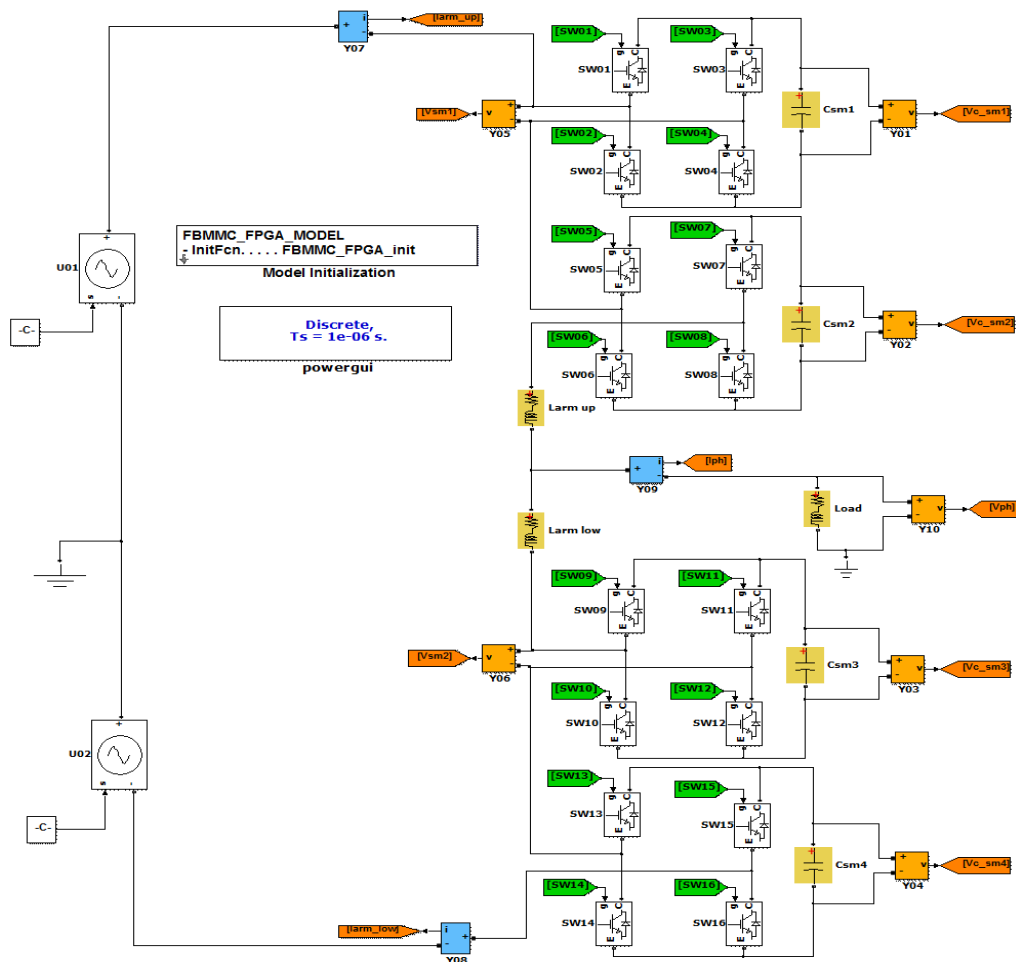 [Iarm_up]
+
i
-
Y07
[SW01]
g
C
E
SW01
[SW03]
g
C
E
SW03
+
Csm1
+
-
v
Y01
[Vc_sm1]
[Vsm1]
v
+
-
Y05
[SW02]
g
C
E
SW02
[SW04]
g
C
E
SW04
FBMMC_FPGA_MODEL
- InitFcn. . . . . FBMMC_FPGA_init
Model Initialization
+
U01
s
-
-C-
[SW05]
g
C
E
SW05
[SW07]
g
C
E
SW07
+
Csm2
+
-
v
Y02
[Vc_sm2]
Discrete,
Ts = 1e-06 s.
powergui
[SW06]
g
C
E
SW06
[SW08]
g
C
E
SW08
+
Larm up
+
i
-
Y09
[Iph]
+
Load
+
-
v
Y10
[Vph]
+
Larm low
[SW09]
g
C
E
SW09
[SW11]
g
C
E
SW11
+
Csm3
+
-
v
Y03
[Vc_sm3]
[Vsm2]
v
+
-
Y06
[SW10]
g
C
E
SW10
[SW12]
g
C
E
SW12
+
U02
s
-
-C-
[SW13]
g
C
E
SW13
[SW15]
g
C
E
SW15
+
Csm4
+
-
v
Y04
[Vc_sm4]
[SW14]
g
C
E
SW14
[SW16]
g
C
E
SW16
[Iarm_low]
i
-
+
Y08